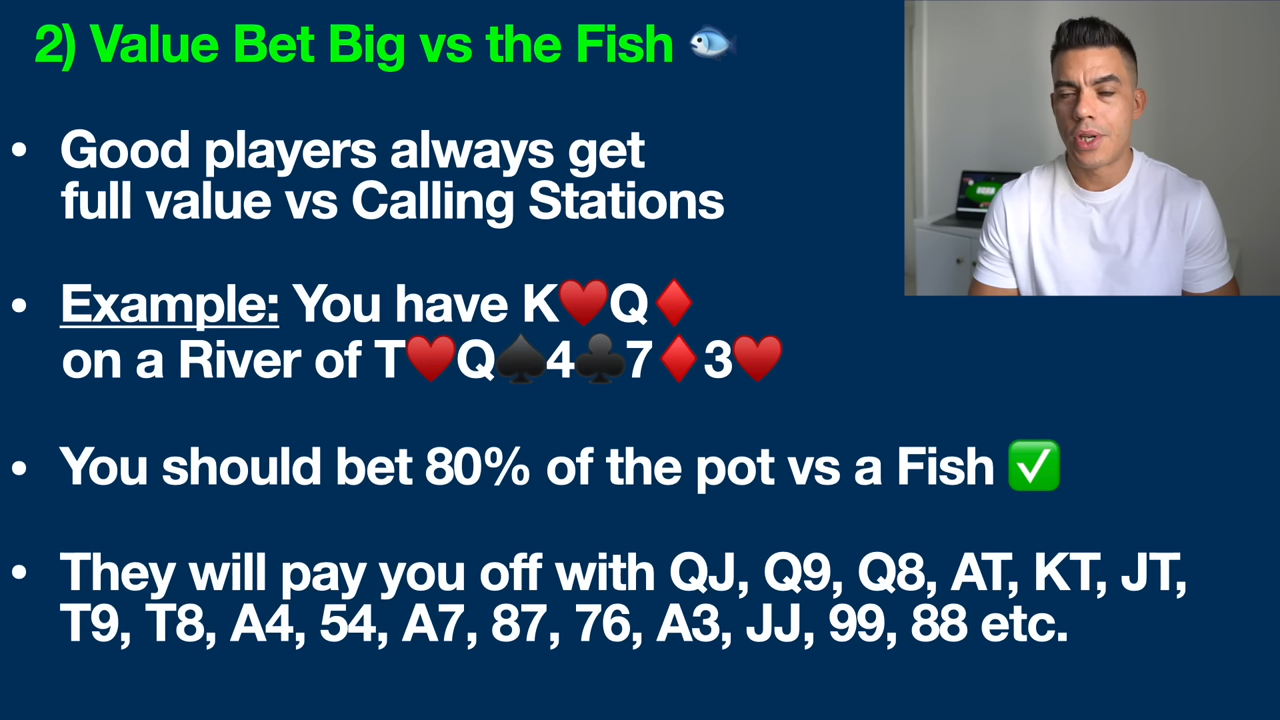 2) Value Bet Big vs the Fish 🐟
• Good players always get
full value vs Calling Stations
• Example: You have K♥️Q♦️
on a River of T♥️Q♠️4♣️7♦️3♥️
• You should bet 80% of the pot vs a Fish ✅
• They will pay you off with QJ, Q9, Q8, AT, KT, JT,
T9, T8, A4, 54, A7, 87, 76, A3, JJ, 99, 88 etc.